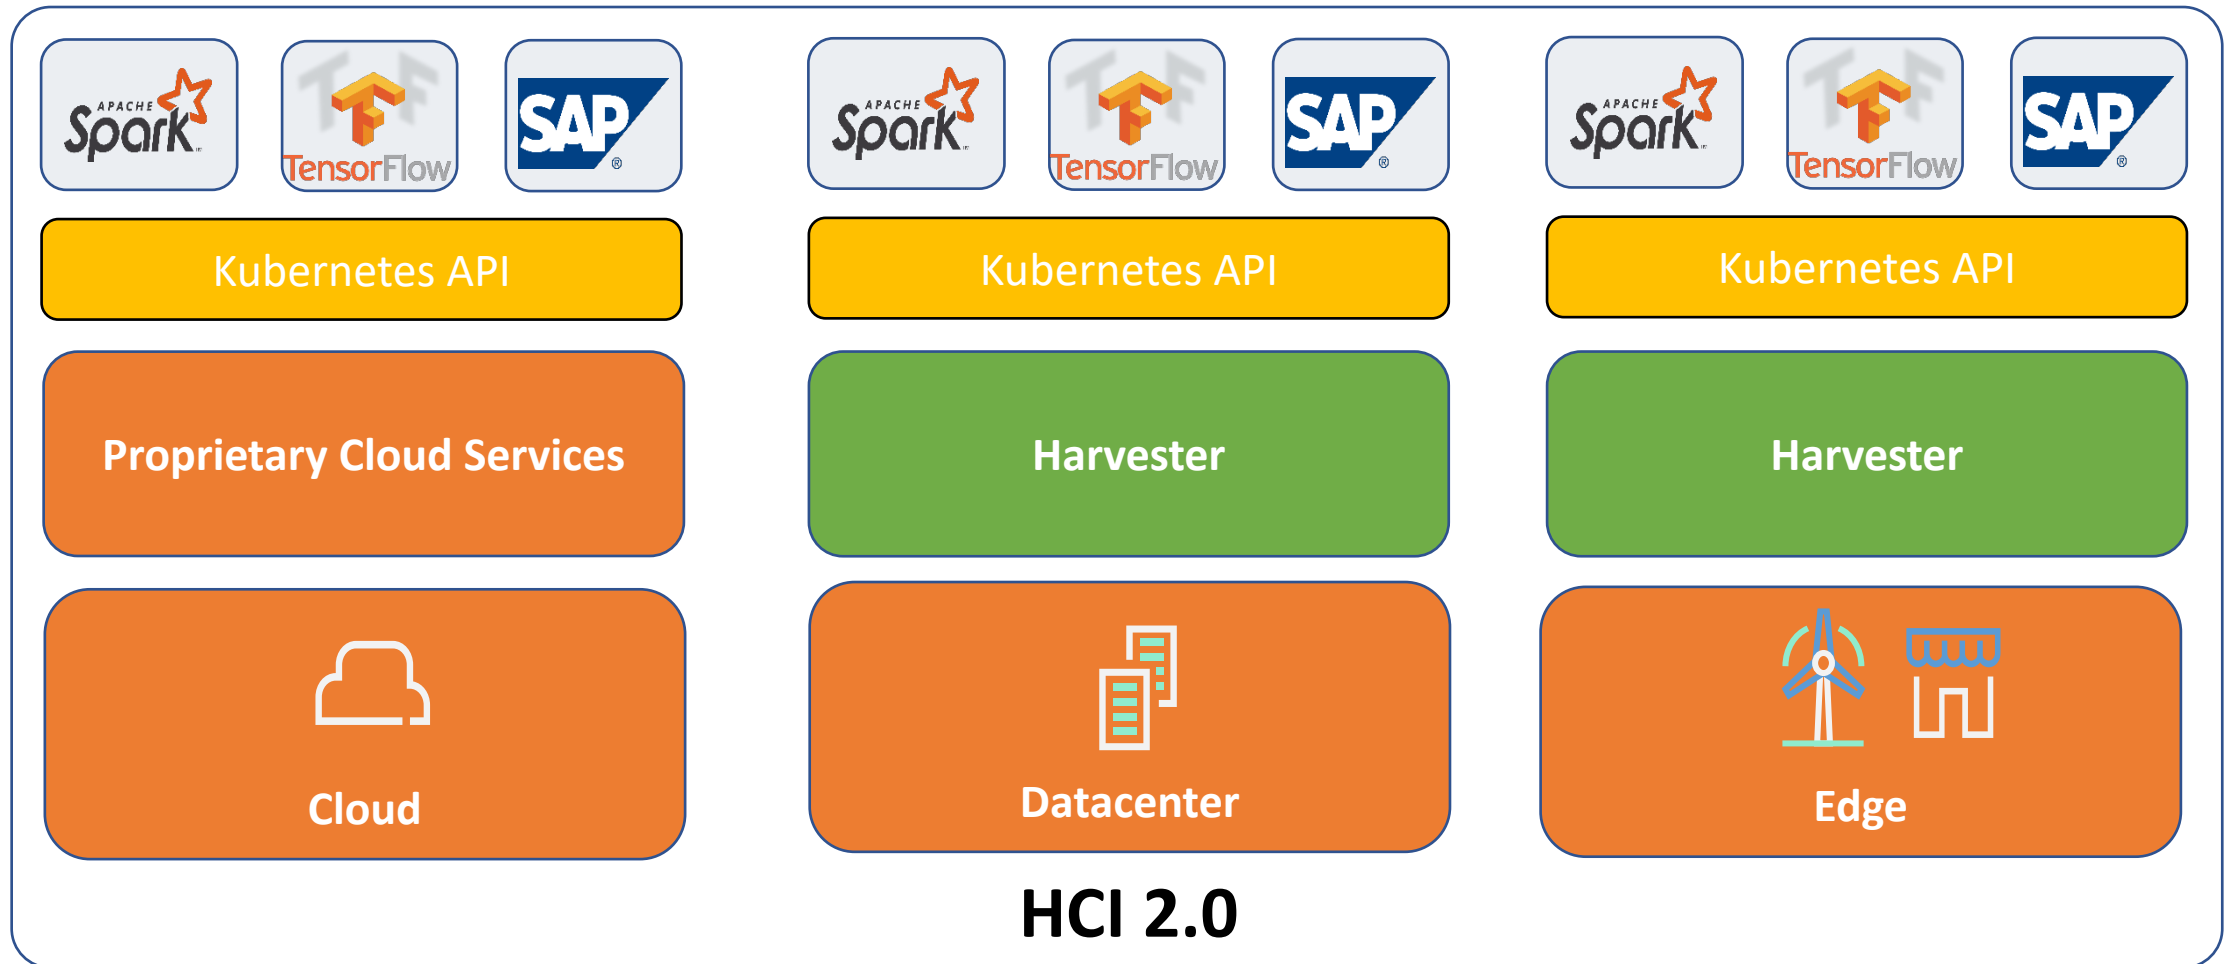 APACHE
Spark
TensorFlow
SAP
®
APACHE
Spark
TensorFlow
SAP
®
APACHE
Spark
TensorFlow
SAP
®
Kubernetes API
Kubernetes API
Kubernetes API
Proprietary Cloud Services
Harvester
Harvester
Cloud
Datacenter
Edge
HCI 2.0